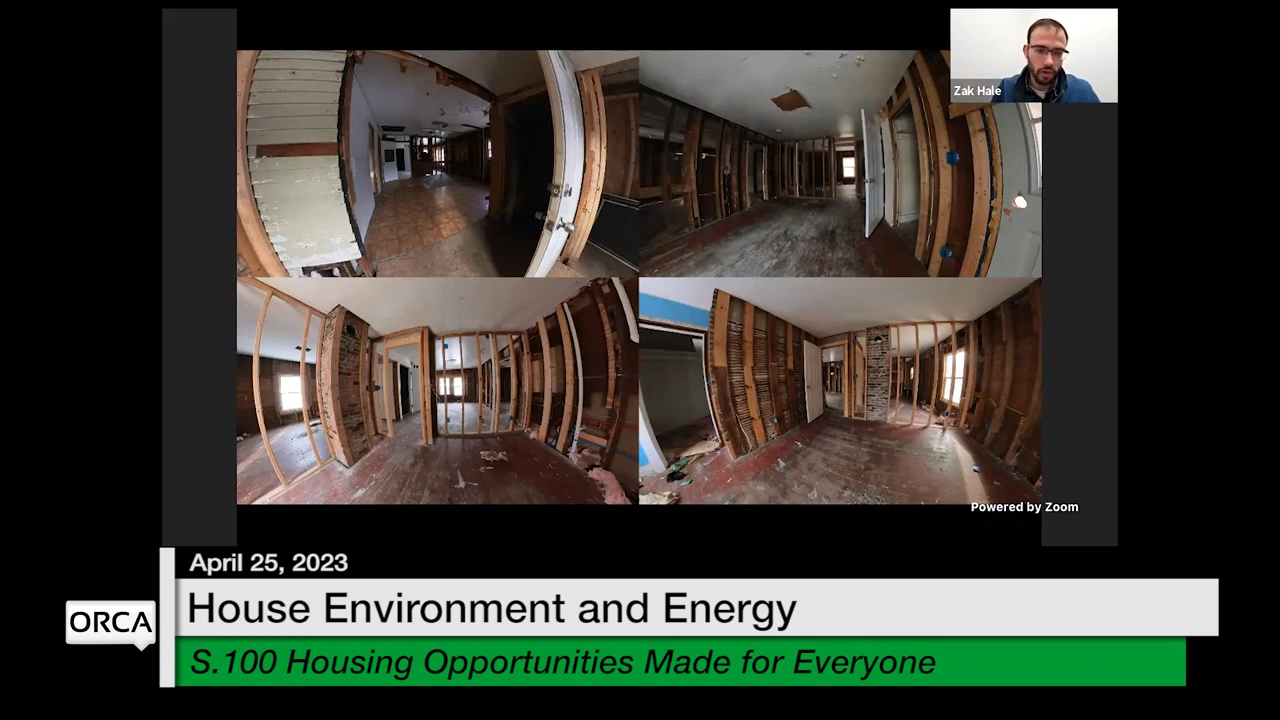 Zak Hale
Powered by Zoom
April 25, 2023
House Environment and Energy
ORCA
S.100 Housing Opportunities Made for Everyone